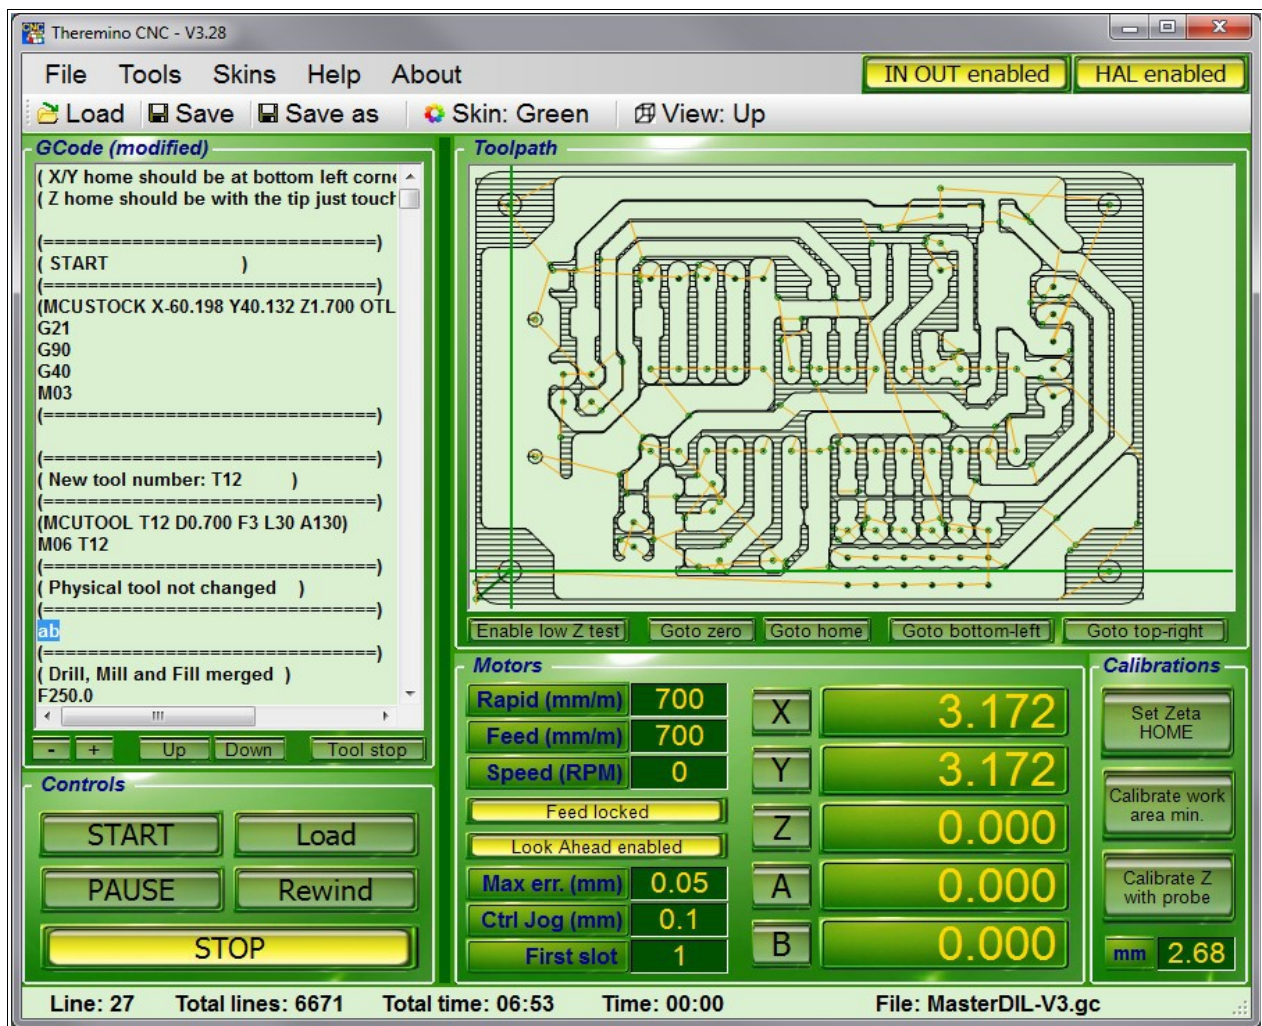 Theremino CNC - V3.28
File Tools Skins Help About
IN OUT enabled
HAL enabled
Load Save Save as Skin: Green View: Up
GCode (modified)
( X/Y home should be at bottom left corne
( Z home should be with the tip just touch
(==============================)
( START )
(==============================)
(MCUSTOCK X-60.198 Y40.132 Z1.700 OTL
G21
G90
G40
M03
(==============================)
(==============================)
( New tool number: T12 )
(==============================)
(MCUTOOL T12 D0.700 F3 L30 A130)
M06 T12
(==============================)
( Physical tool not changed )
(==============================)
ab
(==============================)
( Drill, Mill and Fill merged )
F250.0
- + Up Down Tool stop
Toolpath
Enable low Z test Goto zero Goto home Goto bottom-left Goto top-right
Controls
START Load
PAUSE Rewind
STOP
Motors
Rapid (mm/m) 700
Feed (mm/m) 700
Speed (RPM) 0
Feed locked
Look Ahead enabled
Max err. (mm) 0.05
Ctrl Jog (mm) 0.1
First slot 1
X 3.172
Y 3.172
Z 0.000
A 0.000
B 0.000
Calibrations
Set Zeta
HOME
Calibrate work
area min.
Calibrate Z
with probe
mm 2.68
Line: 27 Total lines: 6671 Total time: 06:53 Time: 00:00 File: MasterDIL-V3.gc